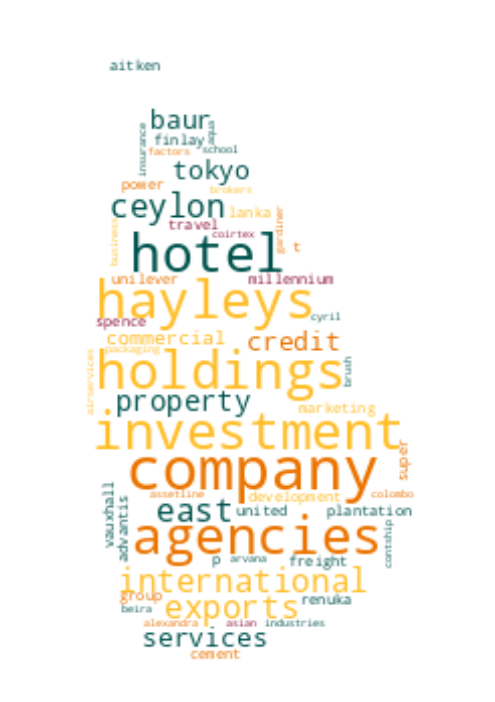 aitken
baur
aqua
insurance
finlay
school
factors
tokyo
power
brokers
ceylon
lanka
gardiner
travel
business
coirtex
hotel
t
unilever
millennium
hayleys
cyril
spence
commercial
credit
packaging
airservices
holdings
brush
property
marketing
investment
super
company
vauxhall
advantis
assetline
development
colombo
east
united
plantation
agencies
contship
p
arvana
freight
international
group
renuka
beira
exports
alexandra
asian
industries
services
cement